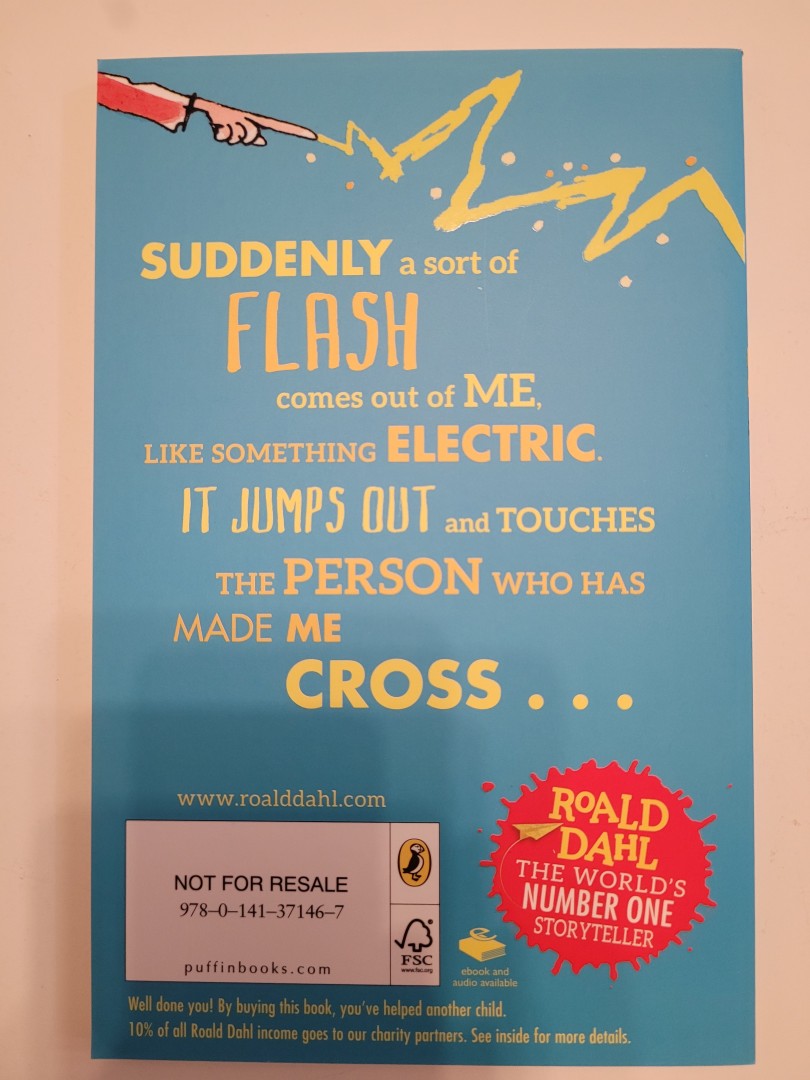 SUDDENLY a sort of
FLASH
comes out of ME,
LIKE SOMETHING ELECTRIC.
IT JUMPS OUT and TOUCHES
THE PERSON WHO HAS
MADE ME
CROSS . . .
www.roalddahl.com
NOT FOR RESALE
978–0–141–37146–7
puffinbooks.com
FSC
www.fsc.org
e
ebook and
audio available
ROALD
DAHL
THE WORLD'S
NUMBER ONE
STORYTELLER
Well done you! By buying this book, you've helped another child.
10% of all Roald Dahl income goes to our charity partners. See inside for more details.